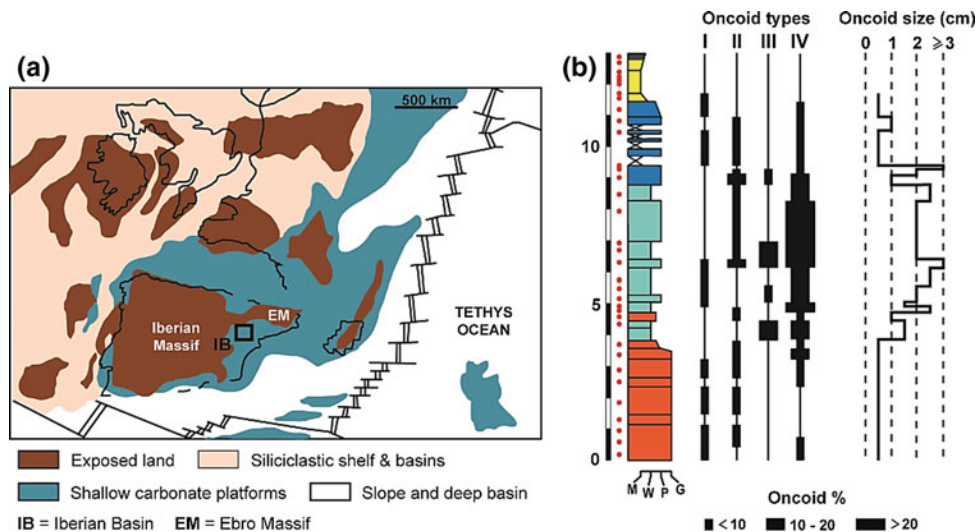 (a)
500 km
Iberian
Massif
EM
IB
TETHYS
OCEAN
Exposed land
Siliciclastic shelf & basins
Shallow carbonate platforms
Slope and deep basin
IB = Iberian Basin EM = Ebro Massif
(b)
Oncoid types
I II III IV
Oncoid size (cm)
0 1 2 ⩾3
10
5
0
M W P G
Oncoid %
<10 10 - 20 >20